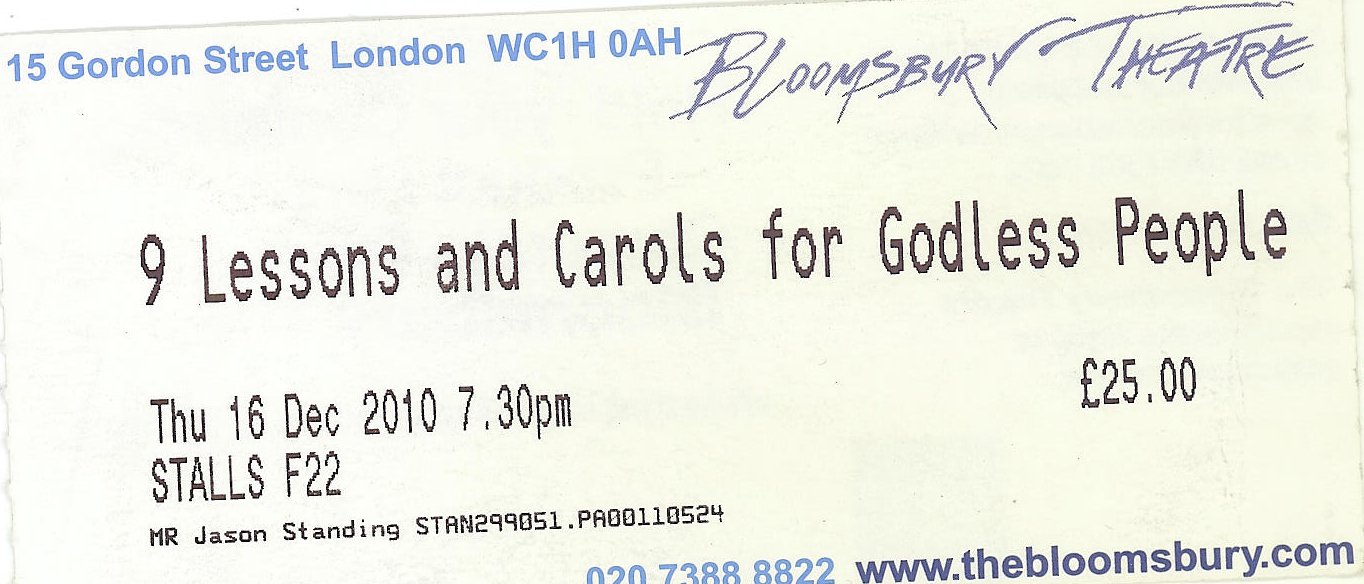 15 Gordon Street London WC1H 0AH
BLOOMSBURY THEATRE
9 Lessons and Carols for Godless People
£25.00
Thu 16 Dec 2010 7.30pm
STALLS F22
MR Jason Standing STAN299051.PA00110524
020 7388 8822 www.thebloomsbury.com